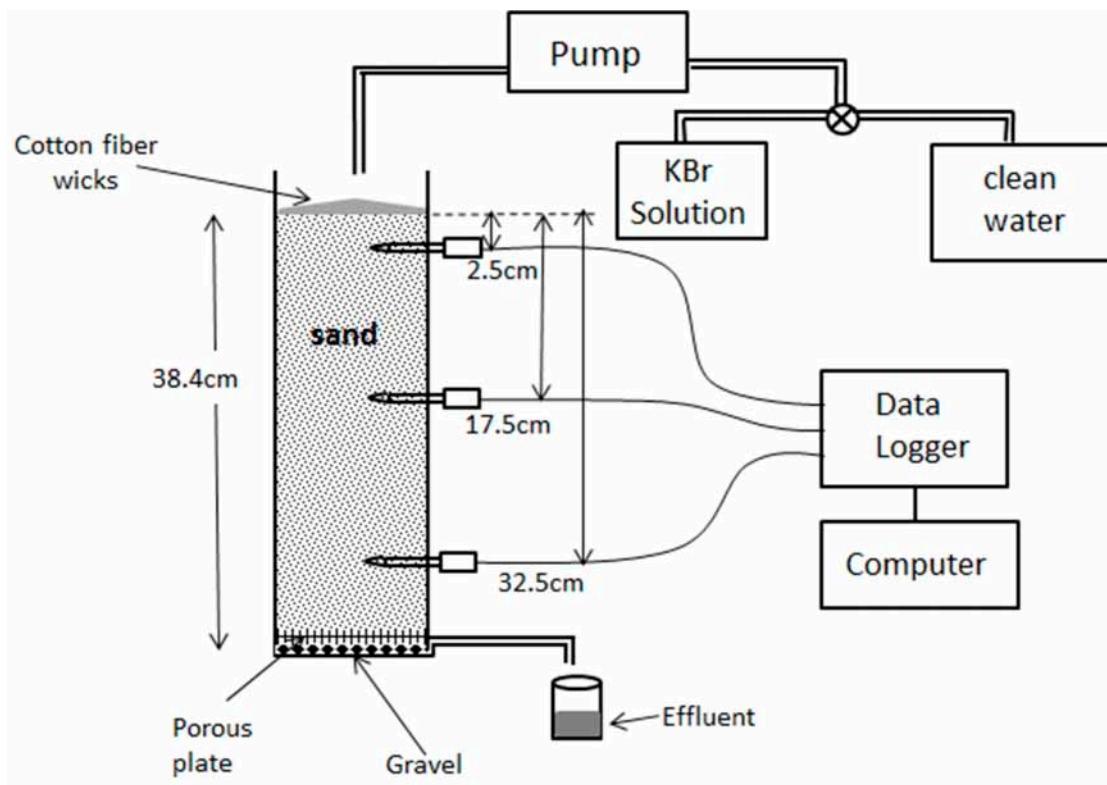 Pump
Cotton fiber
wicks
KBr
Solution
clean
water
2.5cm
sand
38.4cm
17.5cm
Data
Logger
32.5cm
Computer
Porous
plate
Gravel
Effluent